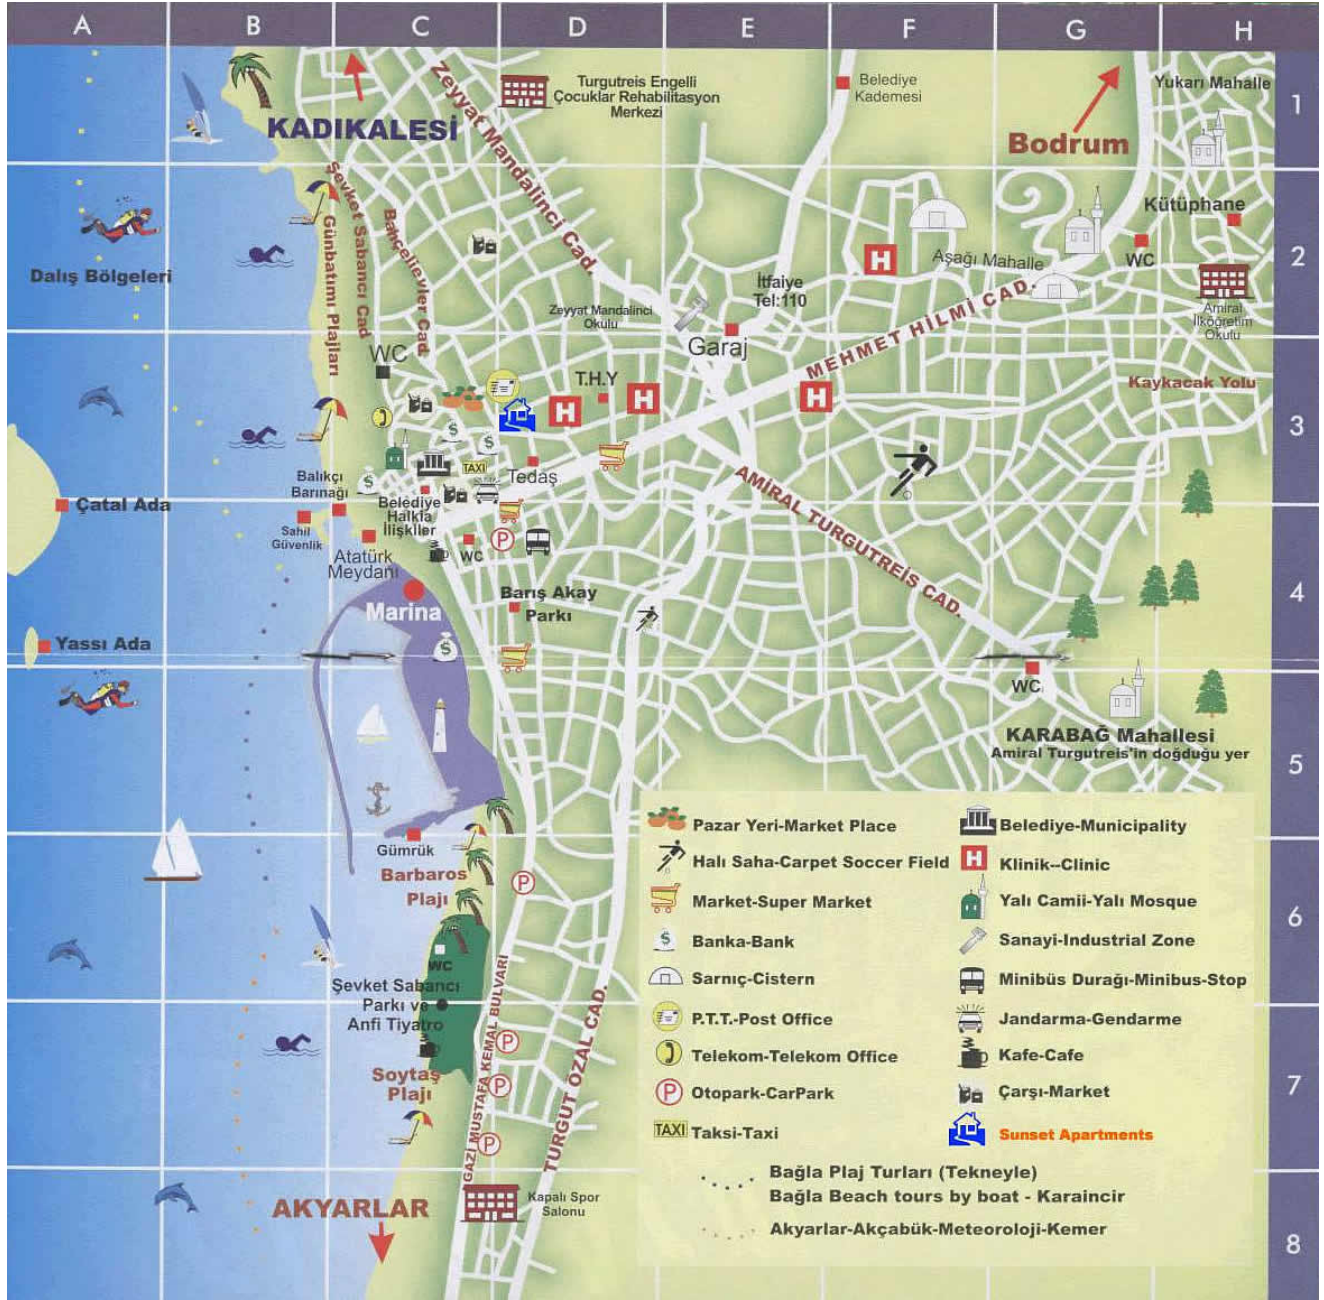 A B C D E F G H
1
2
3
4
5
6
7
8
KADIKALESİ
Zeyyat Mandalinci Cad.
Turgutreis Engelli
Çocuklar Rehabilitasyon
Merkezi
Belediye
Kademesi
Bodrum
Yukarı Mahalle
Şevket Sabancı Cad
Günbatımı Plajları
Bahçelievler Cad.
Dalış Bölgeleri
H
Aşağı Mahalle
WC
Kütüphane
Amiral
İlköğretim
Okulu
İtfaiye
Tel:110
Zeyyat Mandalinci
Okulu
Garaj
MEHMET HİLMİ CAD.
Kaykacak Yolu
WC
T.H.Y
H
H
H
$
$
$
TAXI
Tedaş
AMİRAL TURGUTREİS CAD.
Balıkçı
Barınağı
Sahil
Güvenlik
Belediye
Halkla
İlişkiler
Çatal Ada
Atatürk
Meydanı
WC
P
Marina
Barış Akay
Parkı
Yassı Ada
$
WC
KARABAĞ Mahallesi
Amiral Turgutreis'in doğduğu yer
Gümrük
Barbaros
Plajı
P
WC
Şevket Sabancı
Parkı ve
Anfi Tiyatro
Soytaş
Plajı
P
P
P
GAZİ MUSTAFA KEMAL BULVARI
TURGUT ÖZAL CAD.
AKYARLAR
Kapalı Spor
Salonu
Pazar Yeri-Market Place
Halı Saha-Carpet Soccer Field
Market-Super Market
$ Banka-Bank
Sarnıç-Cistern
P.T.T.-Post Office
Telekom-Telekom Office
P Otopark-CarPark
TAXI Taksi-Taxi
Belediye-Municipality
H Klinik--Clinic
Yalı Camii-Yalı Mosque
Sanayi-Industrial Zone
Minibüs Durağı-Minibus-Stop
Jandarma-Gendarme
Kafe-Cafe
Çarşı-Market
Sunset Apartments
Bağla Plaj Turları (Tekneyle)
Bağla Beach tours by boat - Karaincir
Akyarlar-Akçabük-Meteoroloji-Kemer